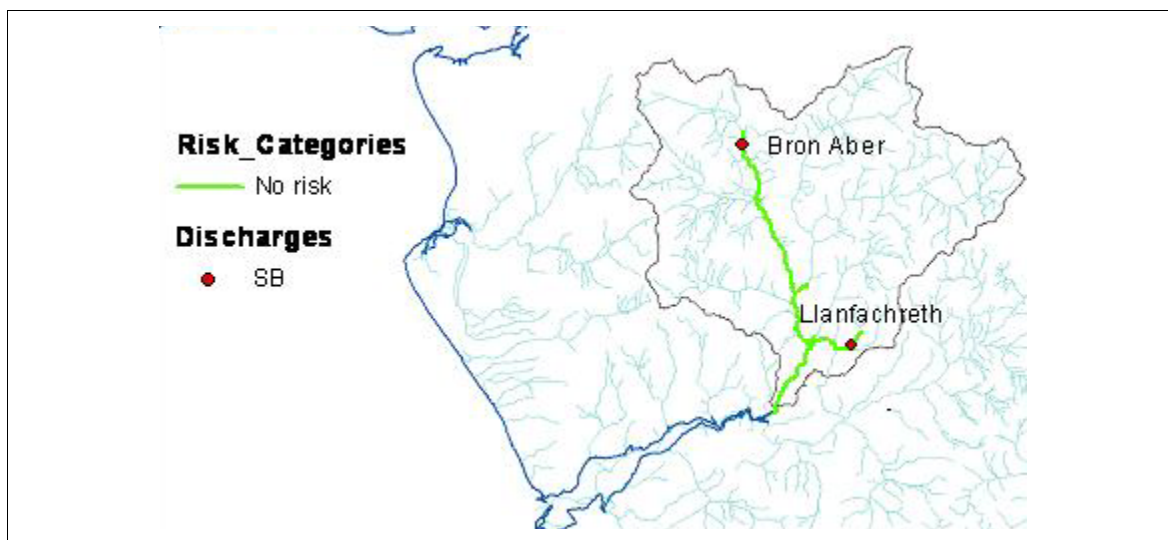 Risk_Categories
No risk
Discharges
SB
Bron Aber
Llanfachreth